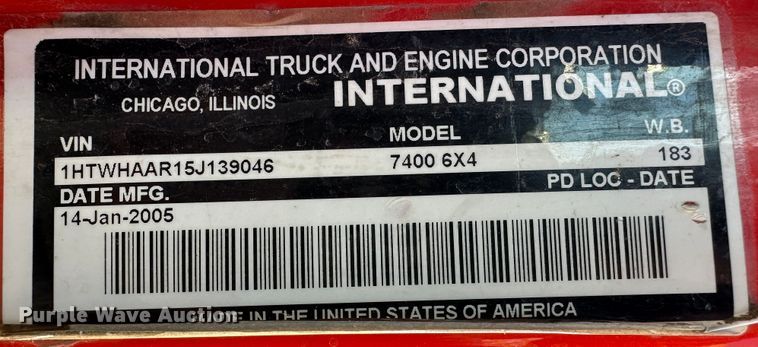 INTERNATIONAL TRUCK AND ENGINE CORPORATION
CHICAGO, ILLINOIS INTERNATIONAL®
VIN MODEL W.B.
1HTWHAAR15J139046 7400 6X4 183
DATE MFG. PD LOC - DATE
14-Jan-2005
IN THE UNITED STATES OF AMERICA
Purple Wave Auction